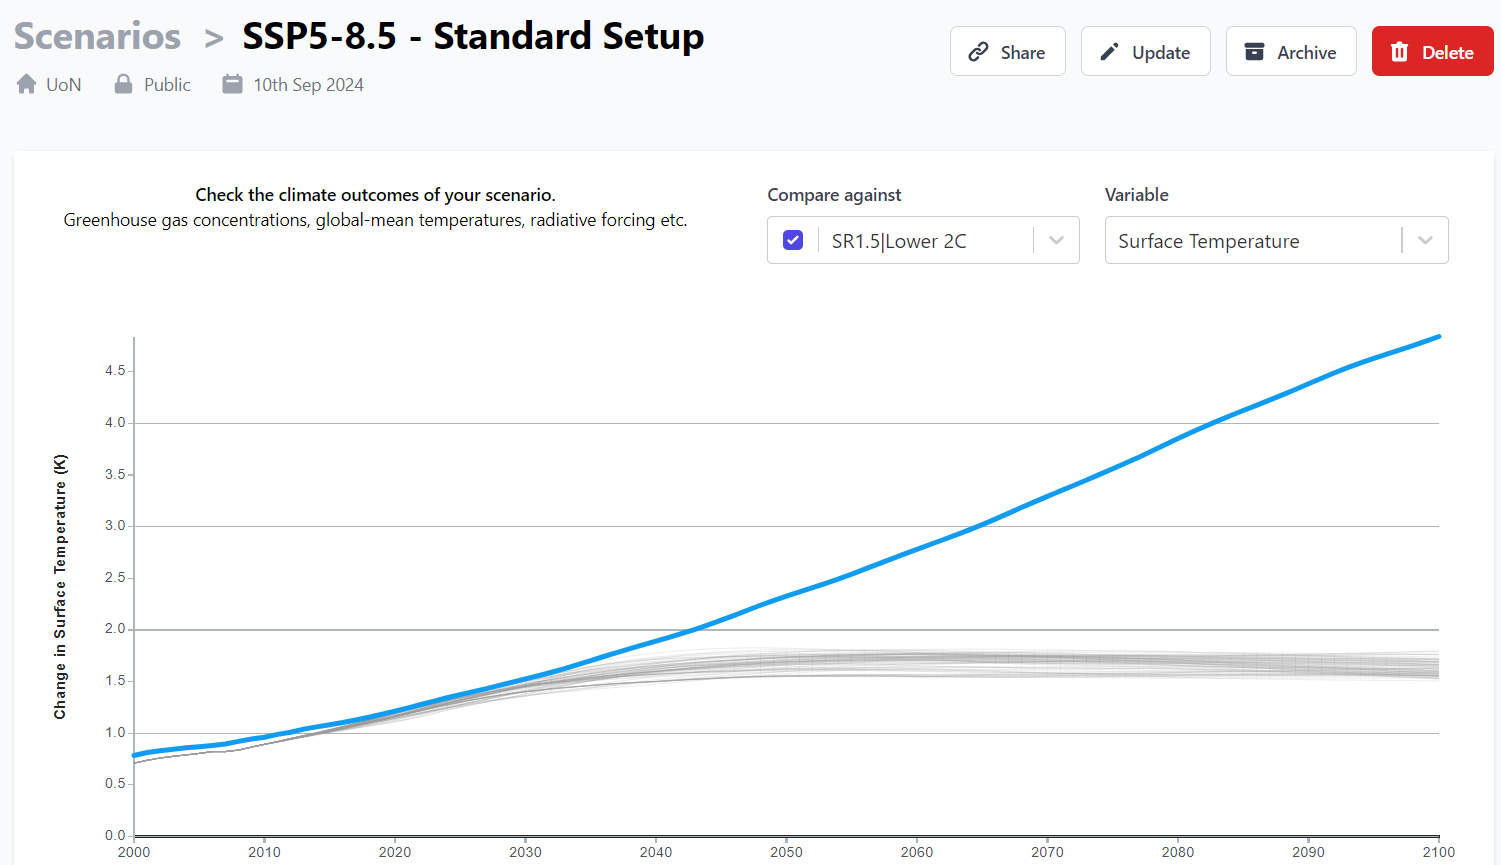 Scenarios > SSP5-8.5 - Standard Setup
Share
Update
Archive
Delete
UoN
Public
10th Sep 2024
Check the climate outcomes of your scenario.
Greenhouse gas concentrations, global-mean temperatures, radiative forcing etc.
Compare against
SR1.5|Lower 2C
Variable
Surface Temperature
Change in Surface Temperature (K)
4.5
4.0
3.5
3.0
2.5
2.0
1.5
1.0
0.5
0.0
2000 2010 2020 2030 2040 2050 2060 2070 2080 2090 2100